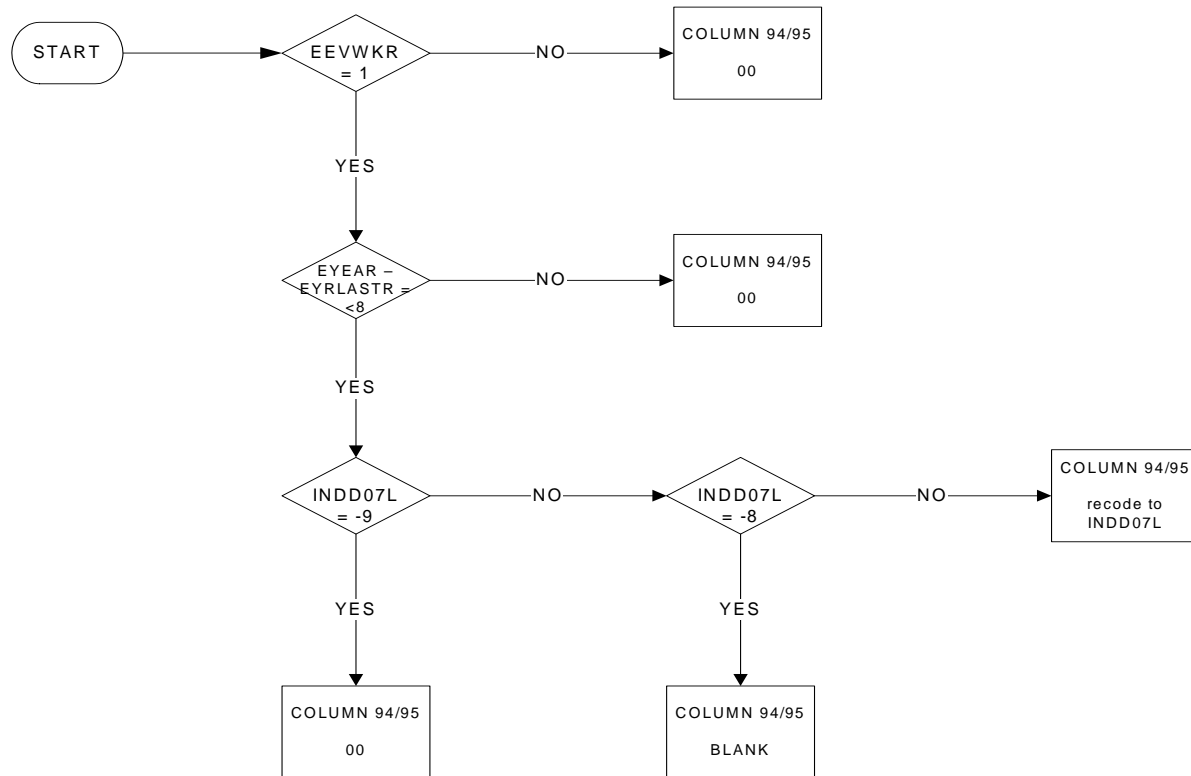 START
EEVWKR
= 1
NO
COLUMN 94/95
00
YES
EYEAR –
EYRLASTR =
<8
NO
COLUMN 94/95
00
YES
INDD07L
= -9
NO
INDD07L
= -8
NO
COLUMN 94/95
recode to
INDD07L
YES
YES
COLUMN 94/95
00
COLUMN 94/95
BLANK